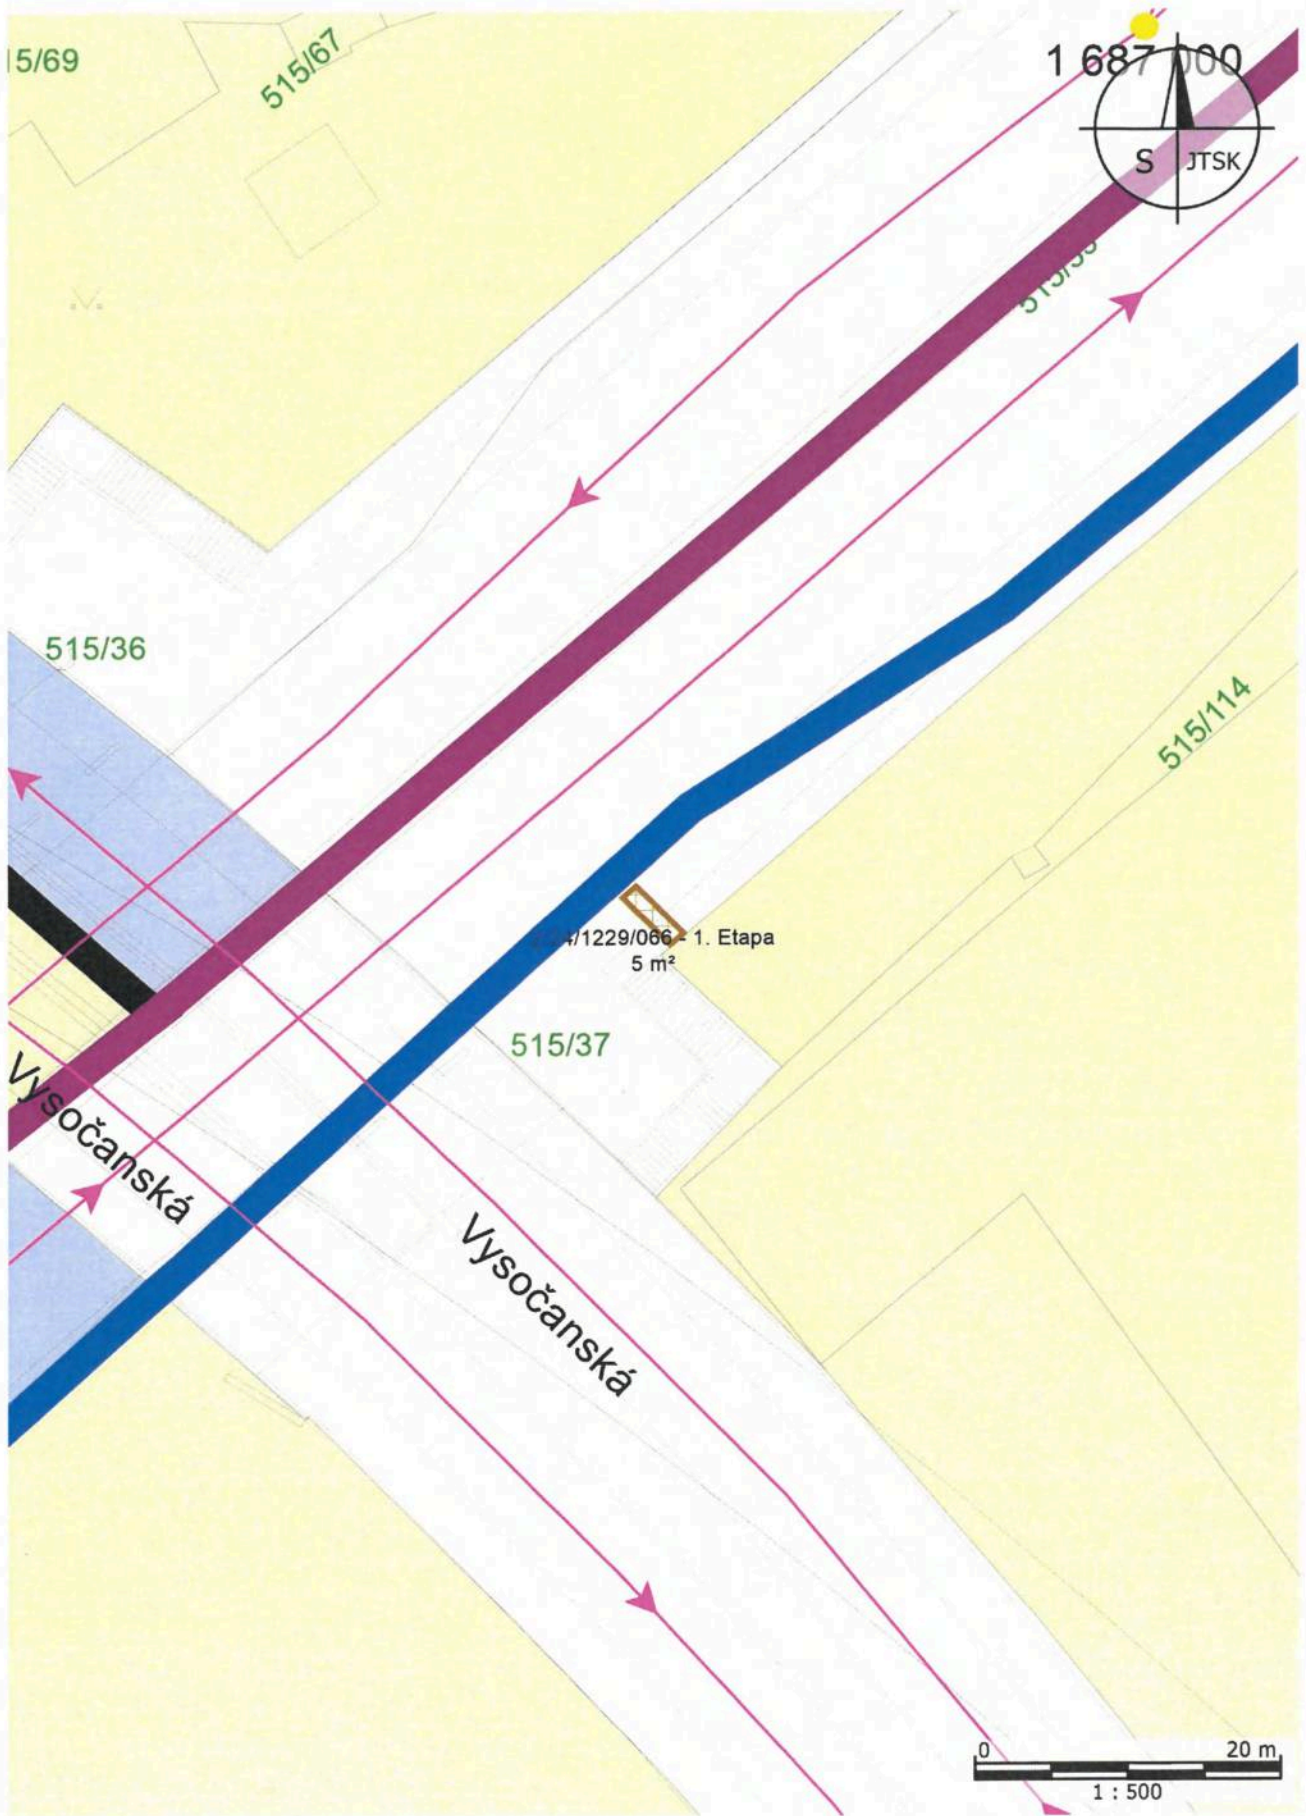 15/69
515/67
1 687 000
S JTSK
515/36
515/114
/1229/066 - 1. Etapa
5 m²
515/37
Vysočanská
Vysočanská
0 20 m
1 : 500